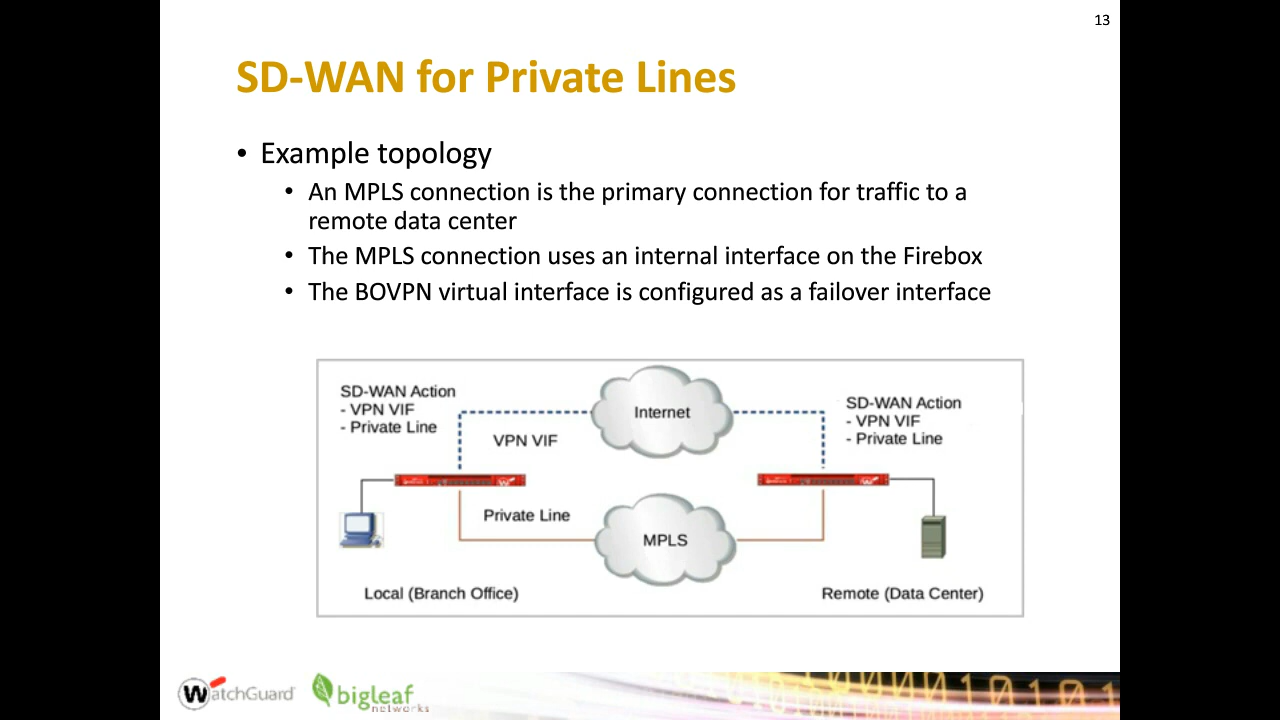 13
SD-WAN for Private Lines
• Example topology
• An MPLS connection is the primary connection for traffic to a
remote data center
• The MPLS connection uses an internal interface on the Firebox
• The BOVPN virtual interface is configured as a failover interface
SD-WAN Action
- VPN VIF
- Private Line
Internet
SD-WAN Action
- VPN VIF
- Private Line
VPN VIF
Private Line
MPLS
Local (Branch Office)
Remote (Data Center)
WatchGuard
bigleaf
networks